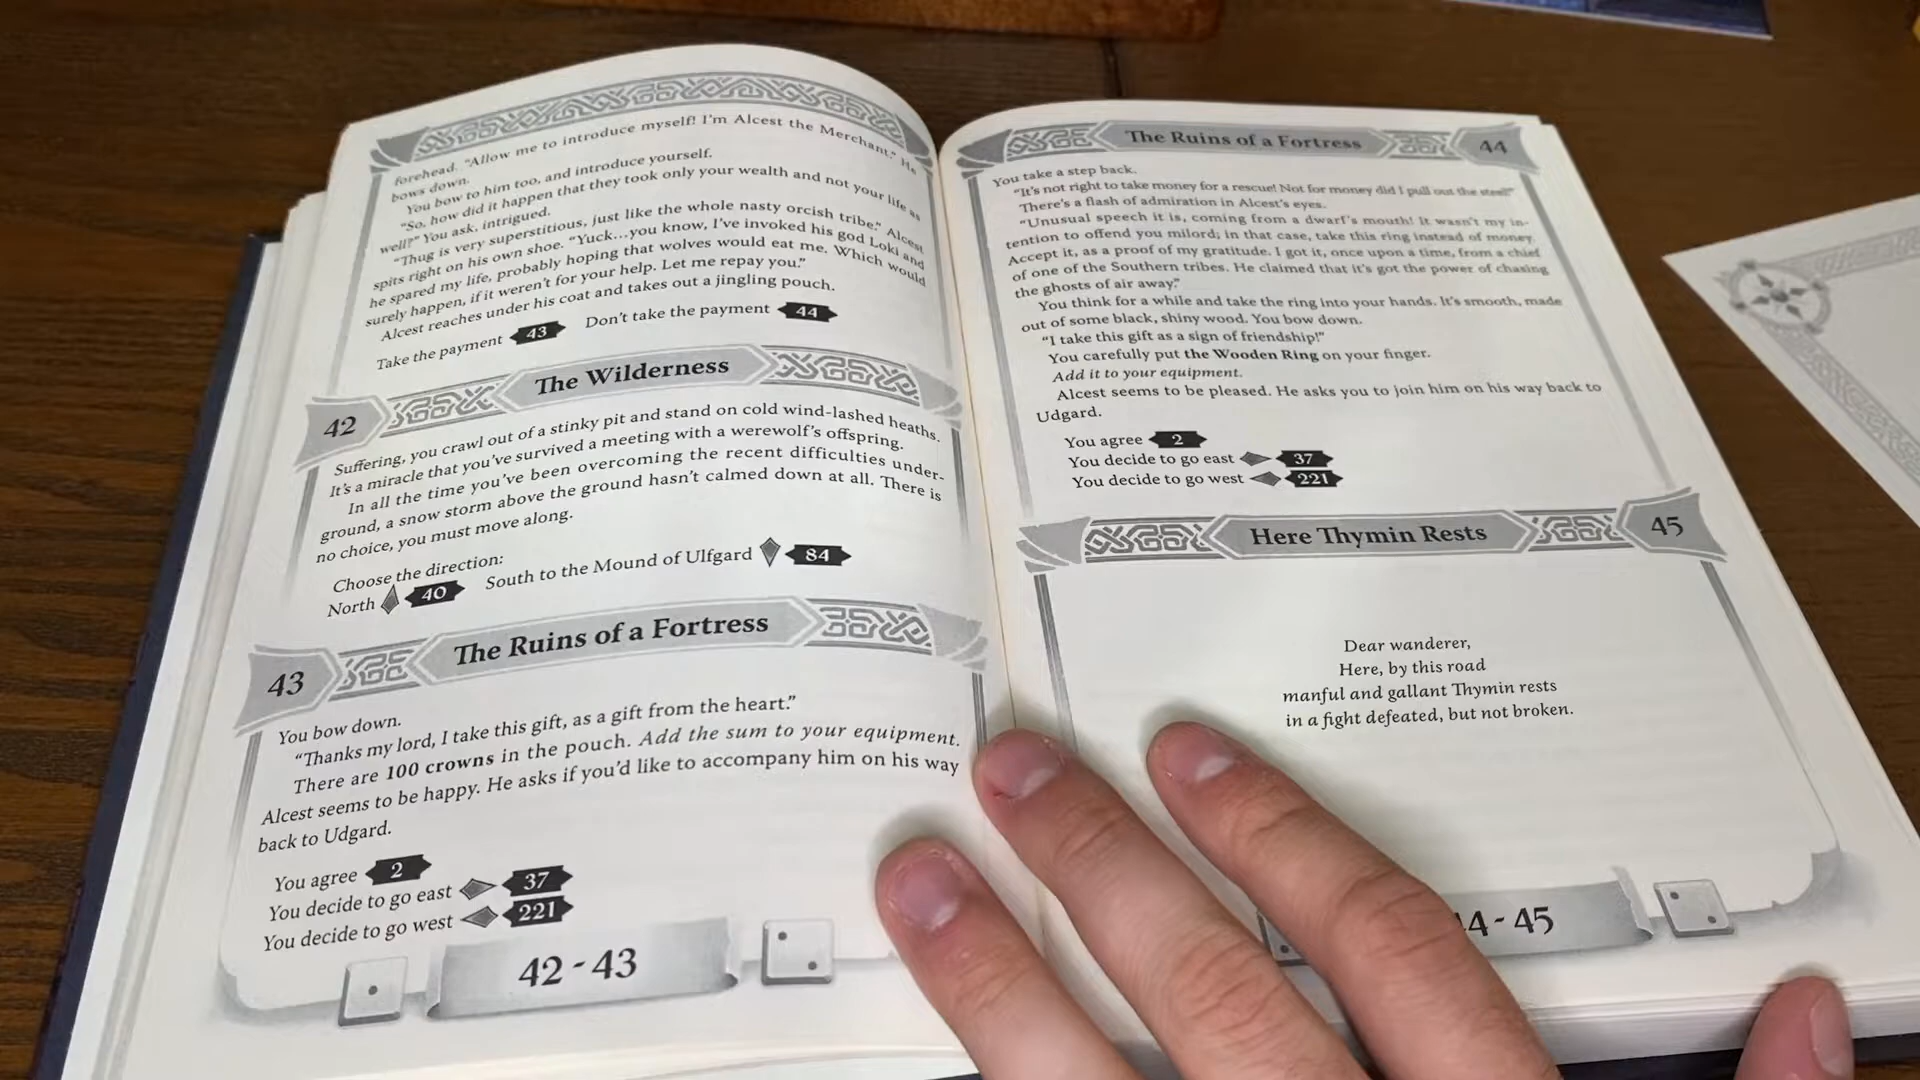 forehead. "Allow me to introduce myself! I'm Alcest the Merchant." He
bows down.
You bow to him too, and introduce yourself.
"So, how did it happen that they took only your wealth and not your life as
well?" You ask, intrigued.
"Thug is very superstitious, just like the whole nasty orcish tribe." Alcest
spits right on his own shoe. "Yuck...you know, I've invoked his god Loki and
he spared my life, probably hoping that wolves would eat me. Which would
surely happen, if it weren't for your help. Let me repay you."
Alcest reaches under his coat and takes out a jingling pouch.
Take the payment 43 Don't take the payment 44
42 The Wilderness
Suffering, you crawl out of a stinky pit and stand on cold wind-lashed heaths.
It's a miracle that you've survived a meeting with a werewolf's offspring.
In all the time you've been overcoming the recent difficulties under-
ground, a snow storm above the ground hasn't calmed down at all. There is
no choice, you must move along.
Choose the direction:
North 40 South to the Mound of Ulfgard 84
43 The Ruins of a Fortress
You bow down.
"Thanks my lord, I take this gift, as a gift from the heart."
There are 100 crowns in the pouch. Add the sum to your equipment.
Alcest seems to be happy. He asks if you'd like to accompany him on his way
back to Udgard.
You agree 2
You decide to go east 37
You decide to go west 221
42 - 43
The Ruins of a Fortress 44
You take a step back.
"It's not right to take money for a rescue! Not for money did I pull out the steel!"
There's a flash of admiration in Alcest's eyes.
"Unusual speech it is, coming from a dwarf's mouth! It wasn't my in-
tention to offend you milord; in that case, take this ring instead of money.
Accept it, as a proof of my gratitude. I got it, once upon a time, from a chief
of one of the Southern tribes. He claimed that it's got the power of chasing
the ghosts of air away."
You think for a while and take the ring into your hands. It's smooth, made
out of some black, shiny wood. You bow down.
"I take this gift as a sign of friendship!"
You carefully put the Wooden Ring on your finger.
Add it to your equipment.
Alcest seems to be pleased. He asks you to join him on his way back to
Udgard.
You agree 2
You decide to go east 37
You decide to go west 221
Here Thymin Rests 45
Dear wanderer,
Here, by this road
manful and gallant Thymin rests
in a fight defeated, but not broken.
44 - 45